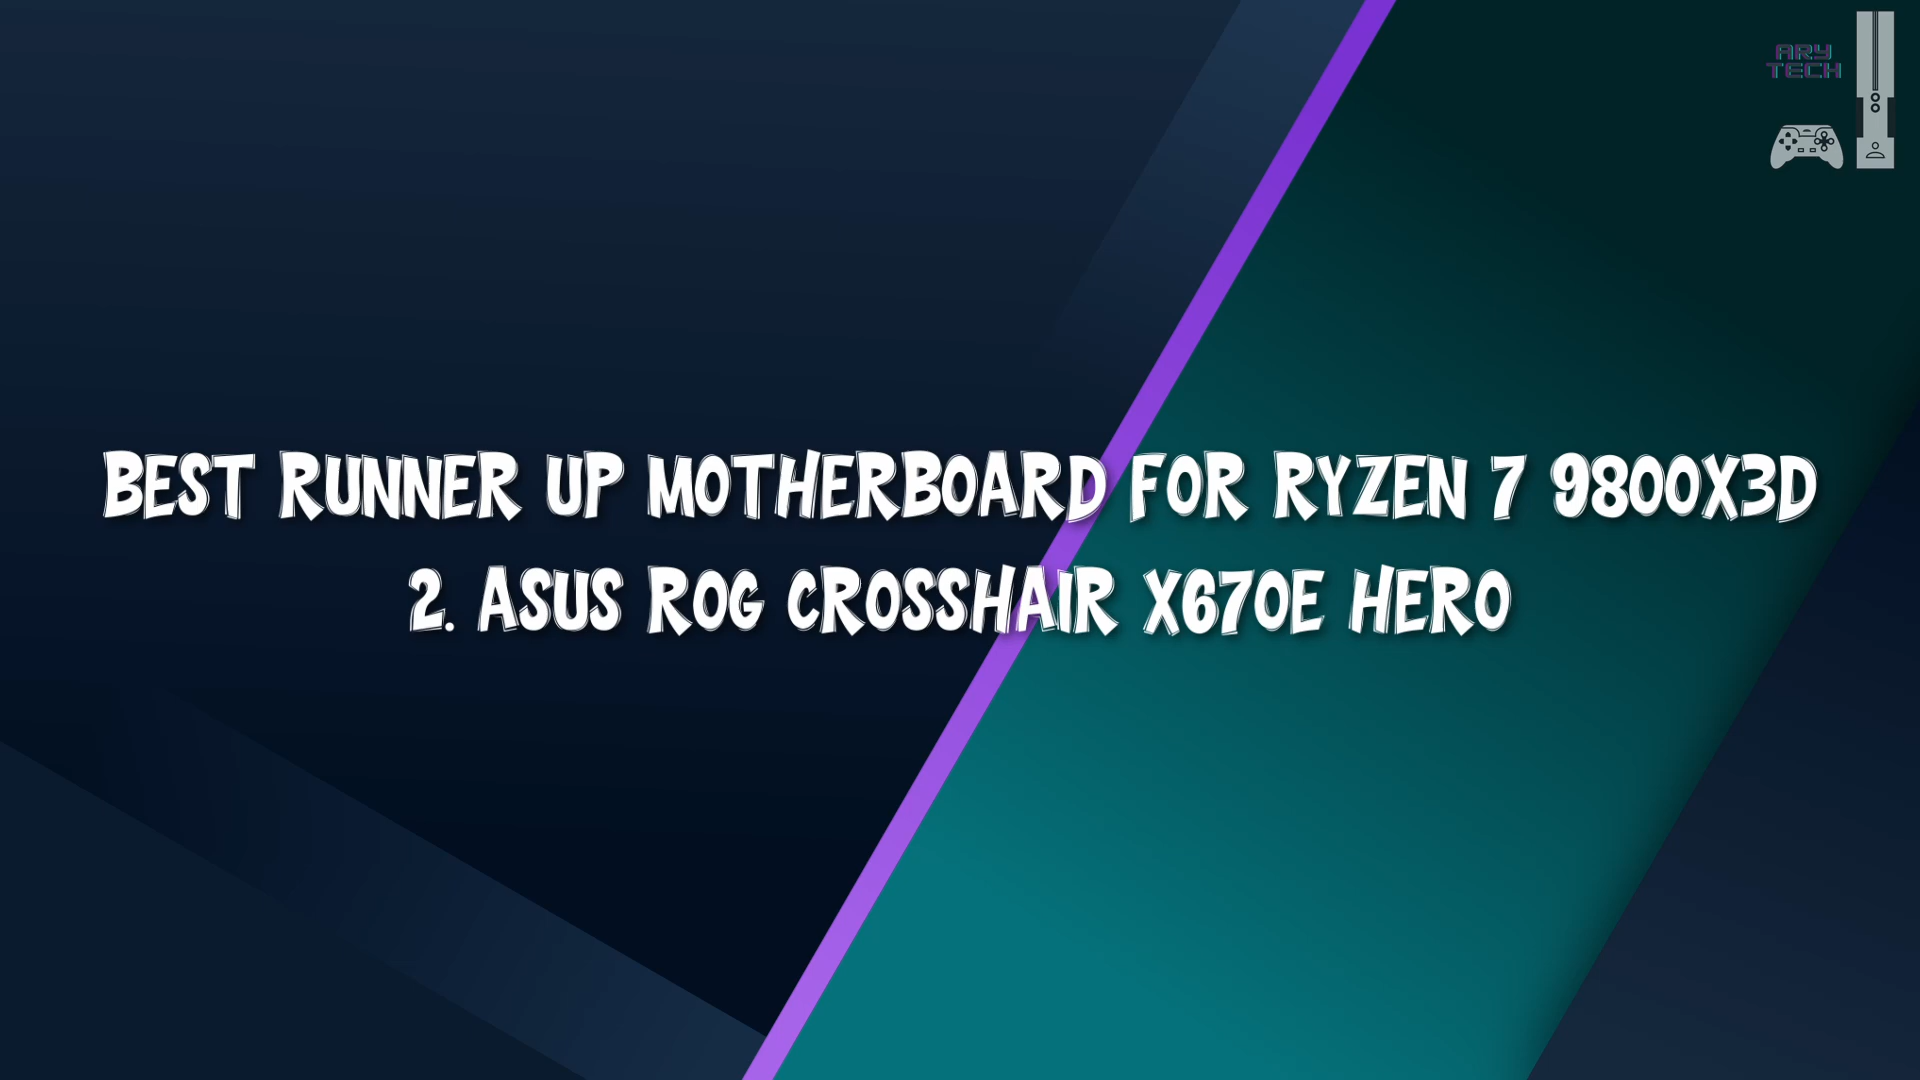 ARY
TECH
BEST RUNNER UP MOTHERBOARD FOR RYZEN 7 9800X3D
2. ASUS ROG CROSSHAIR X670E HERO